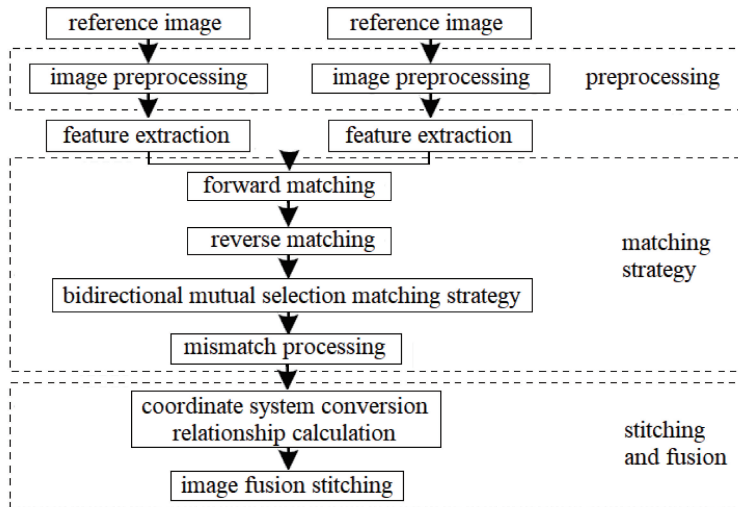 reference image
reference image
image preprocessing
image preprocessing
preprocessing
feature extraction
feature extraction
forward matching
reverse matching
matching
strategy
bidirectional mutual selection matching strategy
mismatch processing
coordinate system conversion
relationship calculation
stitching
and fusion
image fusion stitching